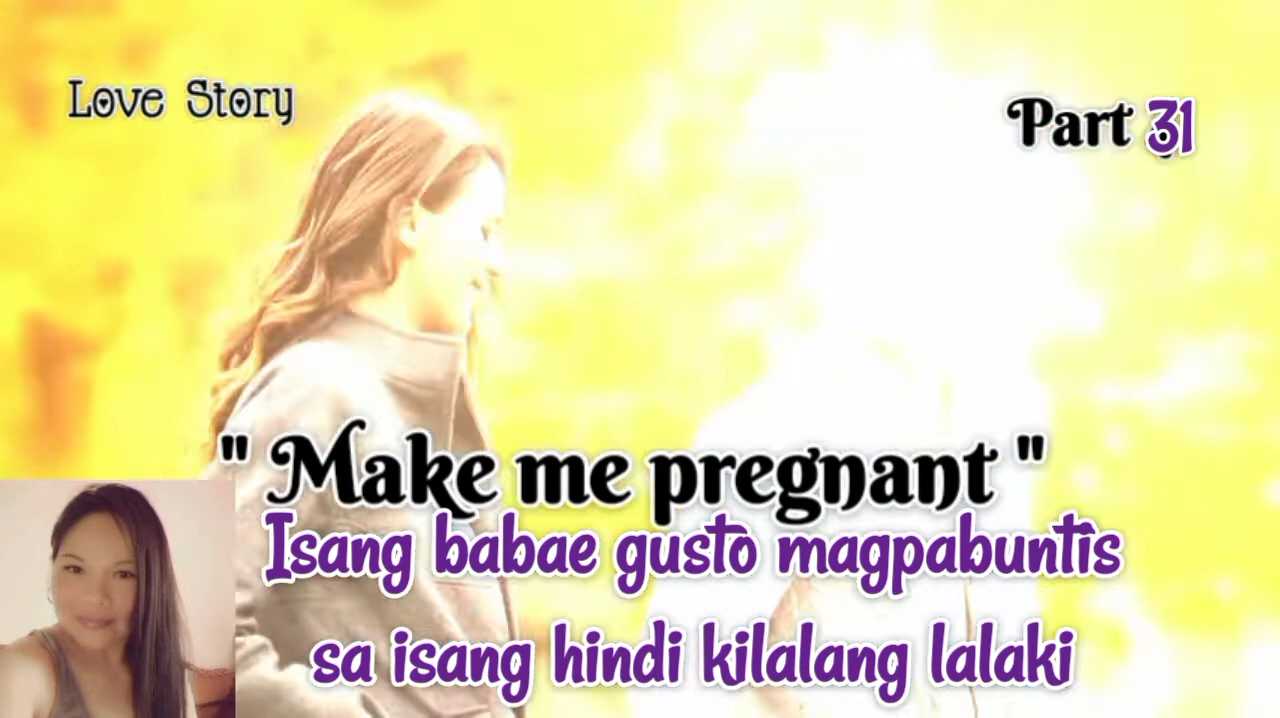 Love Story
Part 31
" Make me pregnant "
Isang babae gusto magpabuntis
sa isang hindi kilalang lalaki